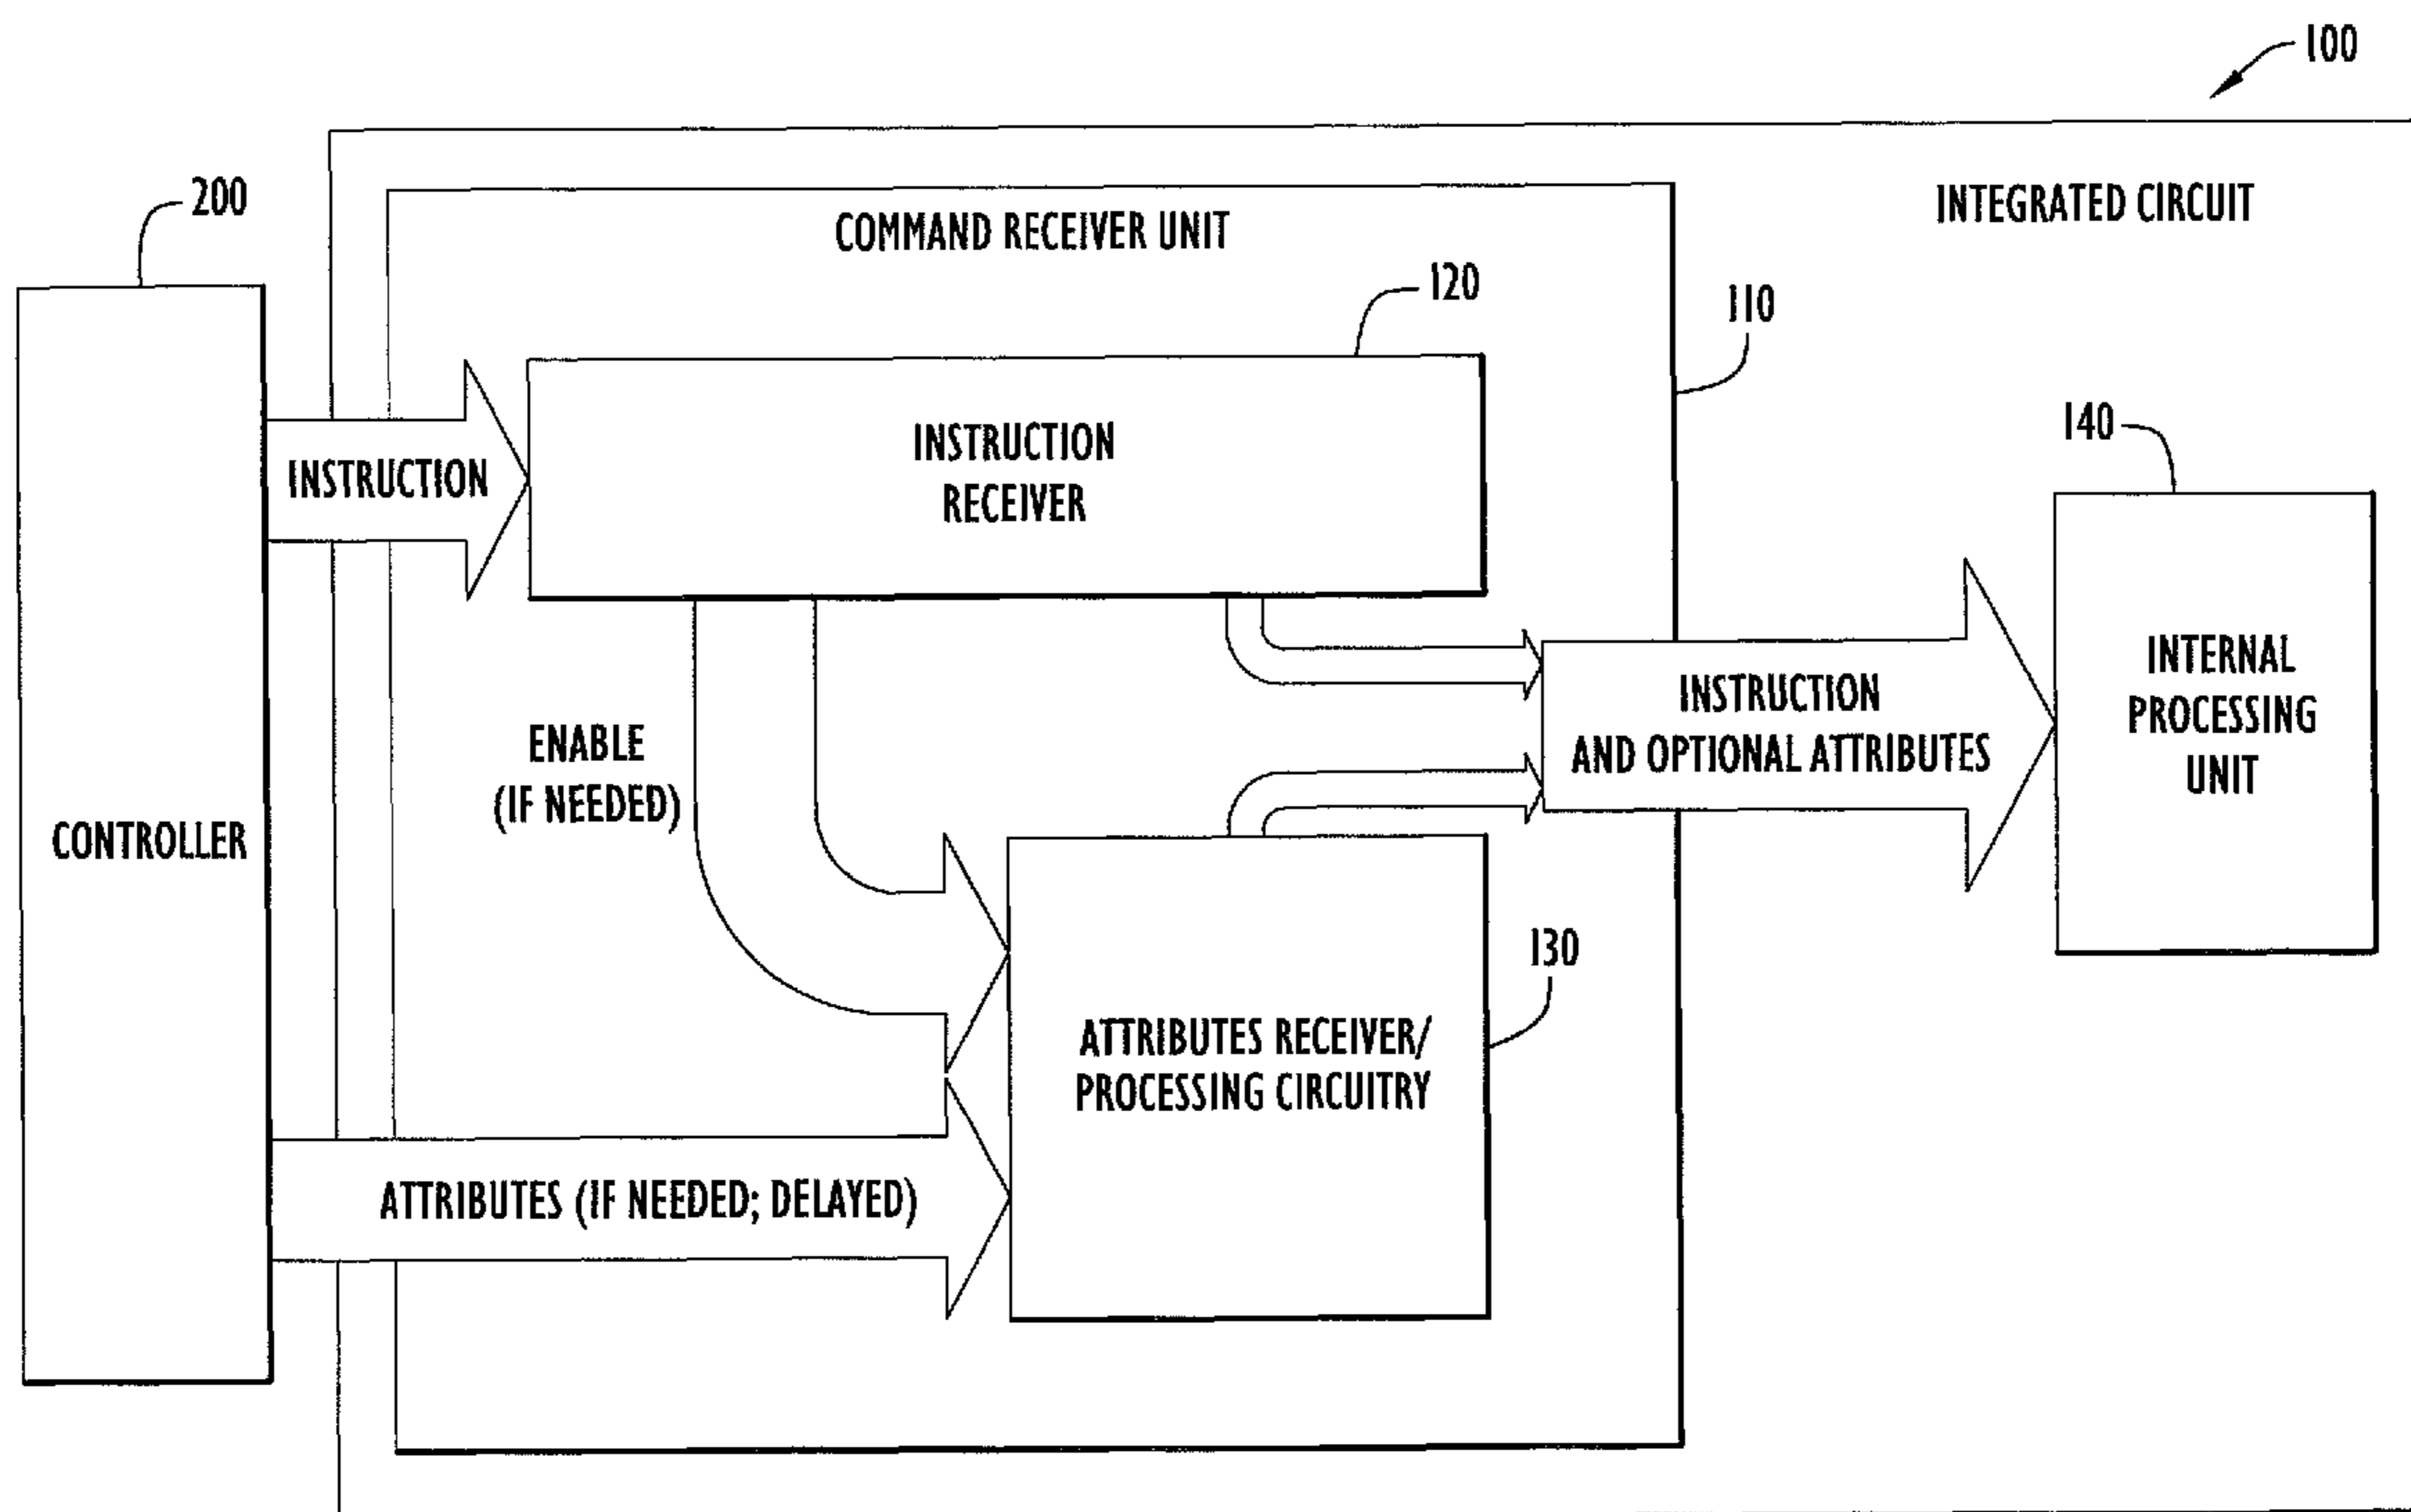 100
200
COMMAND RECEIVER UNIT
INTEGRATED CIRCUIT
120
110
INSTRUCTION
RECEIVER
140
INSTRUCTION
INTERNAL
PROCESSING
UNIT
INSTRUCTION
AND OPTIONAL ATTRIBUTES
ENABLE
(IF NEEDED)
CONTROLLER
130
ATTRIBUTES RECEIVER/
PROCESSING CIRCUITRY
ATTRIBUTES (IF NEEDED; DELAYED)